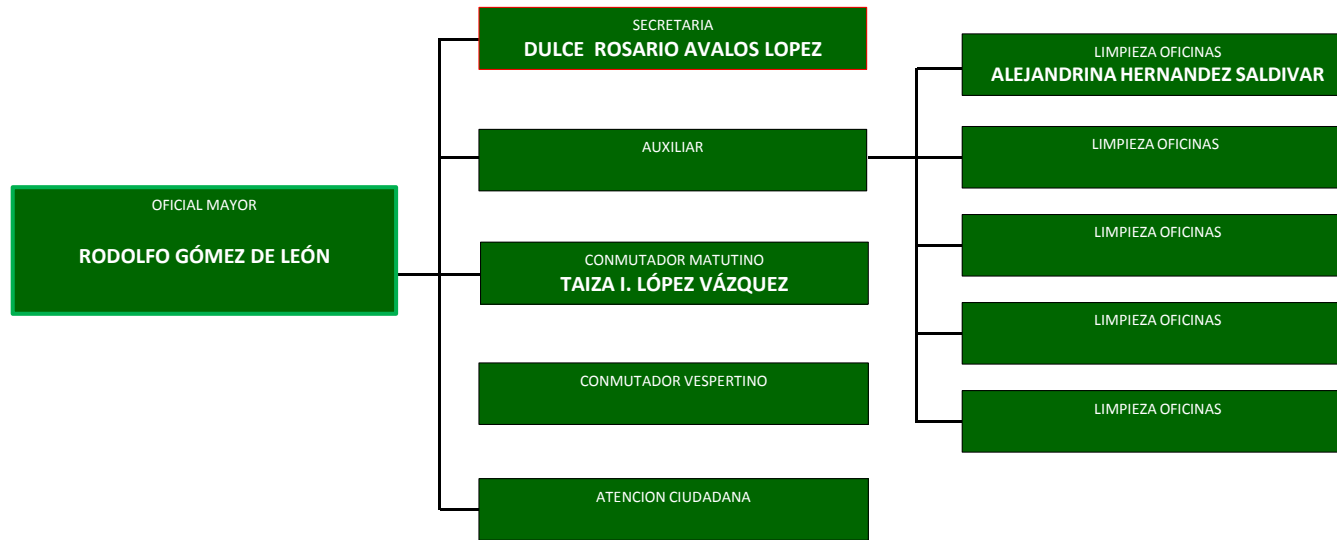 OFICIAL MAYOR
RODOLFO GÓMEZ DE LEÓN
SECRETARIA
DULCE ROSARIO AVALOS LOPEZ
AUXILIAR
CONMUTADOR MATUTINO
TAIZA I. LÓPEZ VÁZQUEZ
CONMUTADOR VESPERTINO
ATENCION CIUDADANA
LIMPIEZA OFICINAS
ALEJANDRINA HERNANDEZ SALDIVAR
LIMPIEZA OFICINAS
LIMPIEZA OFICINAS
LIMPIEZA OFICINAS
LIMPIEZA OFICINAS